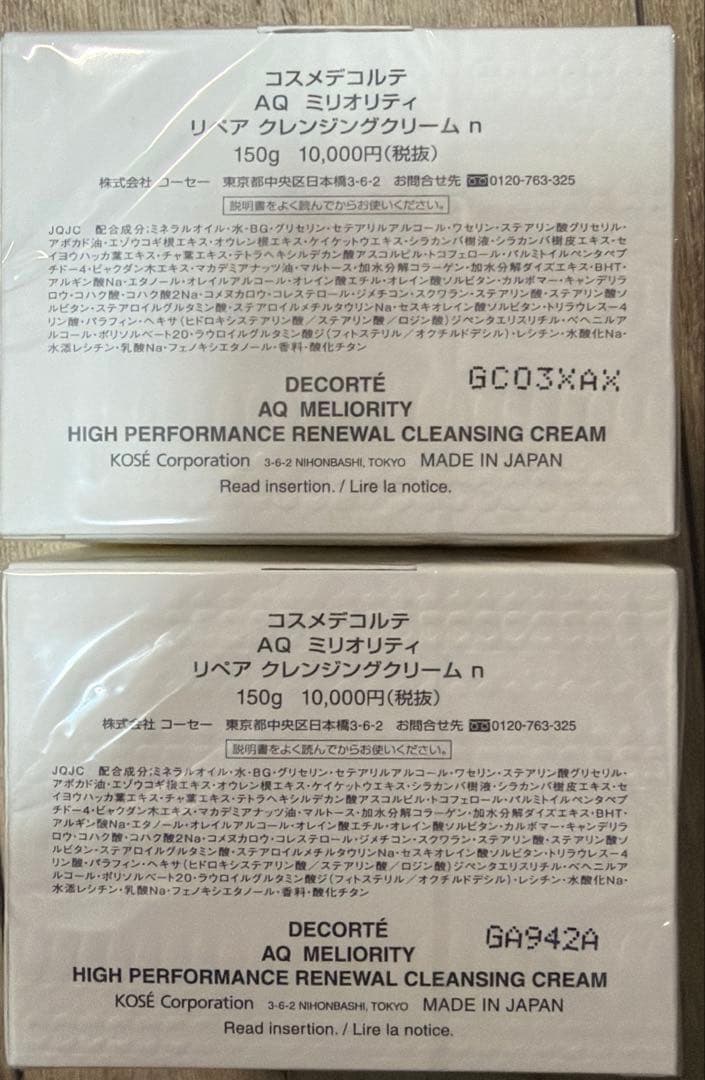 コスメデコルテ
AQ ミリオリティ
リペア クレンジングクリーム n
150g 10,000円(税抜)
株式会社 コーセー 東京都中央区日本橋3-6-2 お問合せ先 0120-763-325
説明書をよく読んでからお使いください。
JQJC 配合成分:ミネラルオイル・水・BG・グリセリン・セテアリルアルコール・ワセリン・ステアリン酸グリセリル・
アボカド油・エゾウコギ根エキス・オウレン根エキス・ケイケットウエキス・シラカンバ樹液・シラカンバ樹皮エキス・セ
イヨウハッカ葉エキス・チャ葉エキス・テトラヘキシルデカン酸アスコルビル・トコフェロール・パルミトイルペンタペプ
チド-4・ビャクダン木エキス・マカデミアナッツ油・マルトース・加水分解コラーゲン・加水分解ダイズエキス・BHT・
アルギン酸Na・エタノール・オレイルアルコール・オレイン酸エチル・オレイン酸ソルビタン・カルボマー・キャンデリラ
ロウ・コハク酸・コハク酸2Na・コメヌカロウ・コレステロール・ジメチコン・スクワラン・ステアリン酸・ステアリン酸ソ
ルビタン・ステアロイルグルタミン酸・ステアロイルメチルタウリンNa・セスキオレイン酸ソルビタン・トリラウレス-4
リン酸・パラフィン・ヘキサ(ヒドロキシステアリン酸/ステアリン酸/ロジン酸)ジペンタエリスリチル・ベヘニルア
ルコール・ポリソルベート20・ラウロイルグルタミン酸ジ(フィトステリル/オクチルドデシル)・レシチン・水酸化Na・
水添レシチン・乳酸Na・フェノキシエタノール・香料・酸化チタン
GC03XAX
DECORTÉ
AQ MELIORITY
HIGH PERFORMANCE RENEWAL CLEANSING CREAM
KOSÉ Corporation 3-6-2 NIHONBASHI, TOKYO MADE IN JAPAN
Read insertion. / Lire la notice.
コスメデコルテ
AQ ミリオリティ
リペア クレンジングクリーム n
150g 10,000円(税抜)
株式会社 コーセー 東京都中央区日本橋3-6-2 お問合せ先 0120-763-325
説明書をよく読んでからお使いください。
JQJC 配合成分:ミネラルオイル・水・BG・グリセリン・セテアリルアルコール・ワセリン・ステアリン酸グリセリル・
アボカド油・エゾウコギ根エキス・オウレン根エキス・ケイケットウエキス・シラカンバ樹液・シラカンバ樹皮エキス・セ
イヨウハッカ葉エキス・チャ葉エキス・テトラヘキシルデカン酸アスコルビル・トコフェロール・パルミトイルペンタペプ
チド-4・ビャクダン木エキス・マカデミアナッツ油・マルトース・加水分解コラーゲン・加水分解ダイズエキス・BHT・
アルギン酸Na・エタノール・オレイルアルコール・オレイン酸エチル・オレイン酸ソルビタン・カルボマー・キャンデリラ
ロウ・コハク酸・コハク酸2Na・コメヌカロウ・コレステロール・ジメチコン・スクワラン・ステアリン酸・ステアリン酸ソ
ルビタン・ステアロイルグルタミン酸・ステアロイルメチルタウリンNa・セスキオレイン酸ソルビタン・トリラウレス-4
リン酸・パラフィン・ヘキサ(ヒドロキシステアリン酸/ステアリン酸/ロジン酸)ジペンタエリスリチル・ベヘニルア
ルコール・ポリソルベート20・ラウロイルグルタミン酸ジ(フィトステリル/オクチルドデシル)・レシチン・水酸化Na・
水添レシチン・乳酸Na・フェノキシエタノール・香料・酸化チタン
GA942A
DECORTÉ
AQ MELIORITY
HIGH PERFORMANCE RENEWAL CLEANSING CREAM
KOSÉ Corporation 3-6-2 NIHONBASHI, TOKYO MADE IN JAPAN
Read insertion. / Lire la notice.